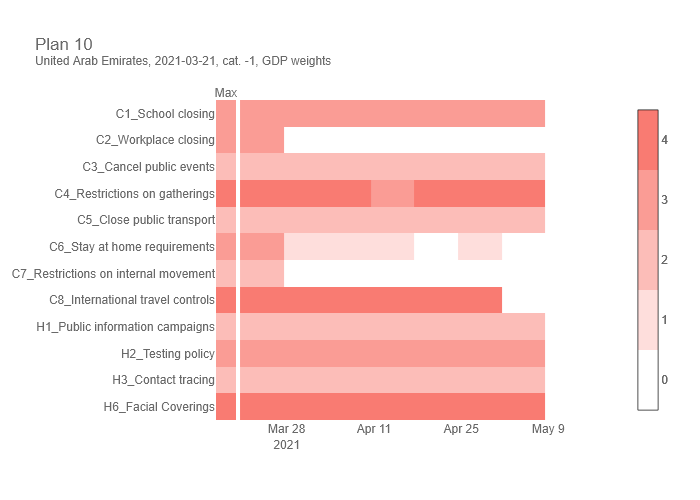 Plan 10
United Arab Emirates, 2021-03-21, cat. -1, GDP weights
Max
C1_School closing
C2_Workplace closing
C3_Cancel public events
C4_Restrictions on gatherings
C5_Close public transport
C6_Stay at home requirements
C7_Restrictions on internal movement
C8_International travel controls
H1_Public information campaigns
H2_Testing policy
H3_Contact tracing
H6_Facial Coverings
Mar 28 Apr 11 Apr 25 May 9
2021
4
3
2
1
0